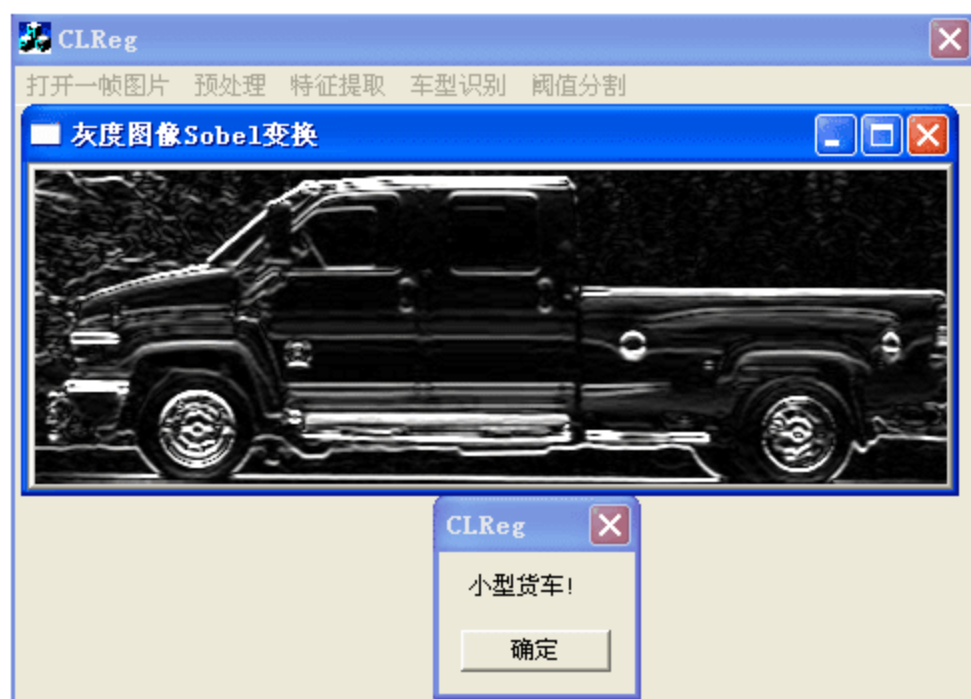 CLReg
打开一帧图片 预处理 特征提取 车型识别 阈值分割
灰度图像Sobel变换
CLReg
小型货车!
确定